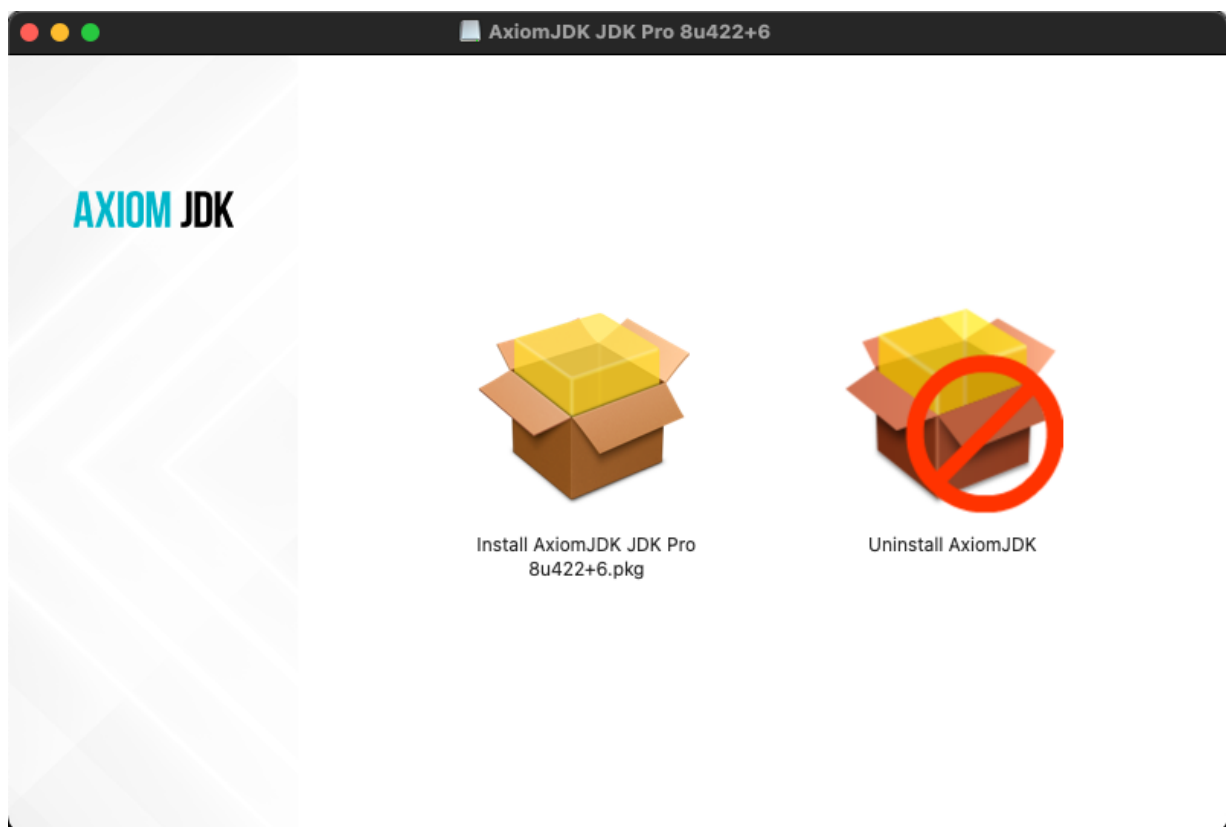 AxiomJDK JDK Pro 8u422+6
AXIOM JDK
Install AxiomJDK JDK Pro
8u422+6.pkg
Uninstall AxiomJDK